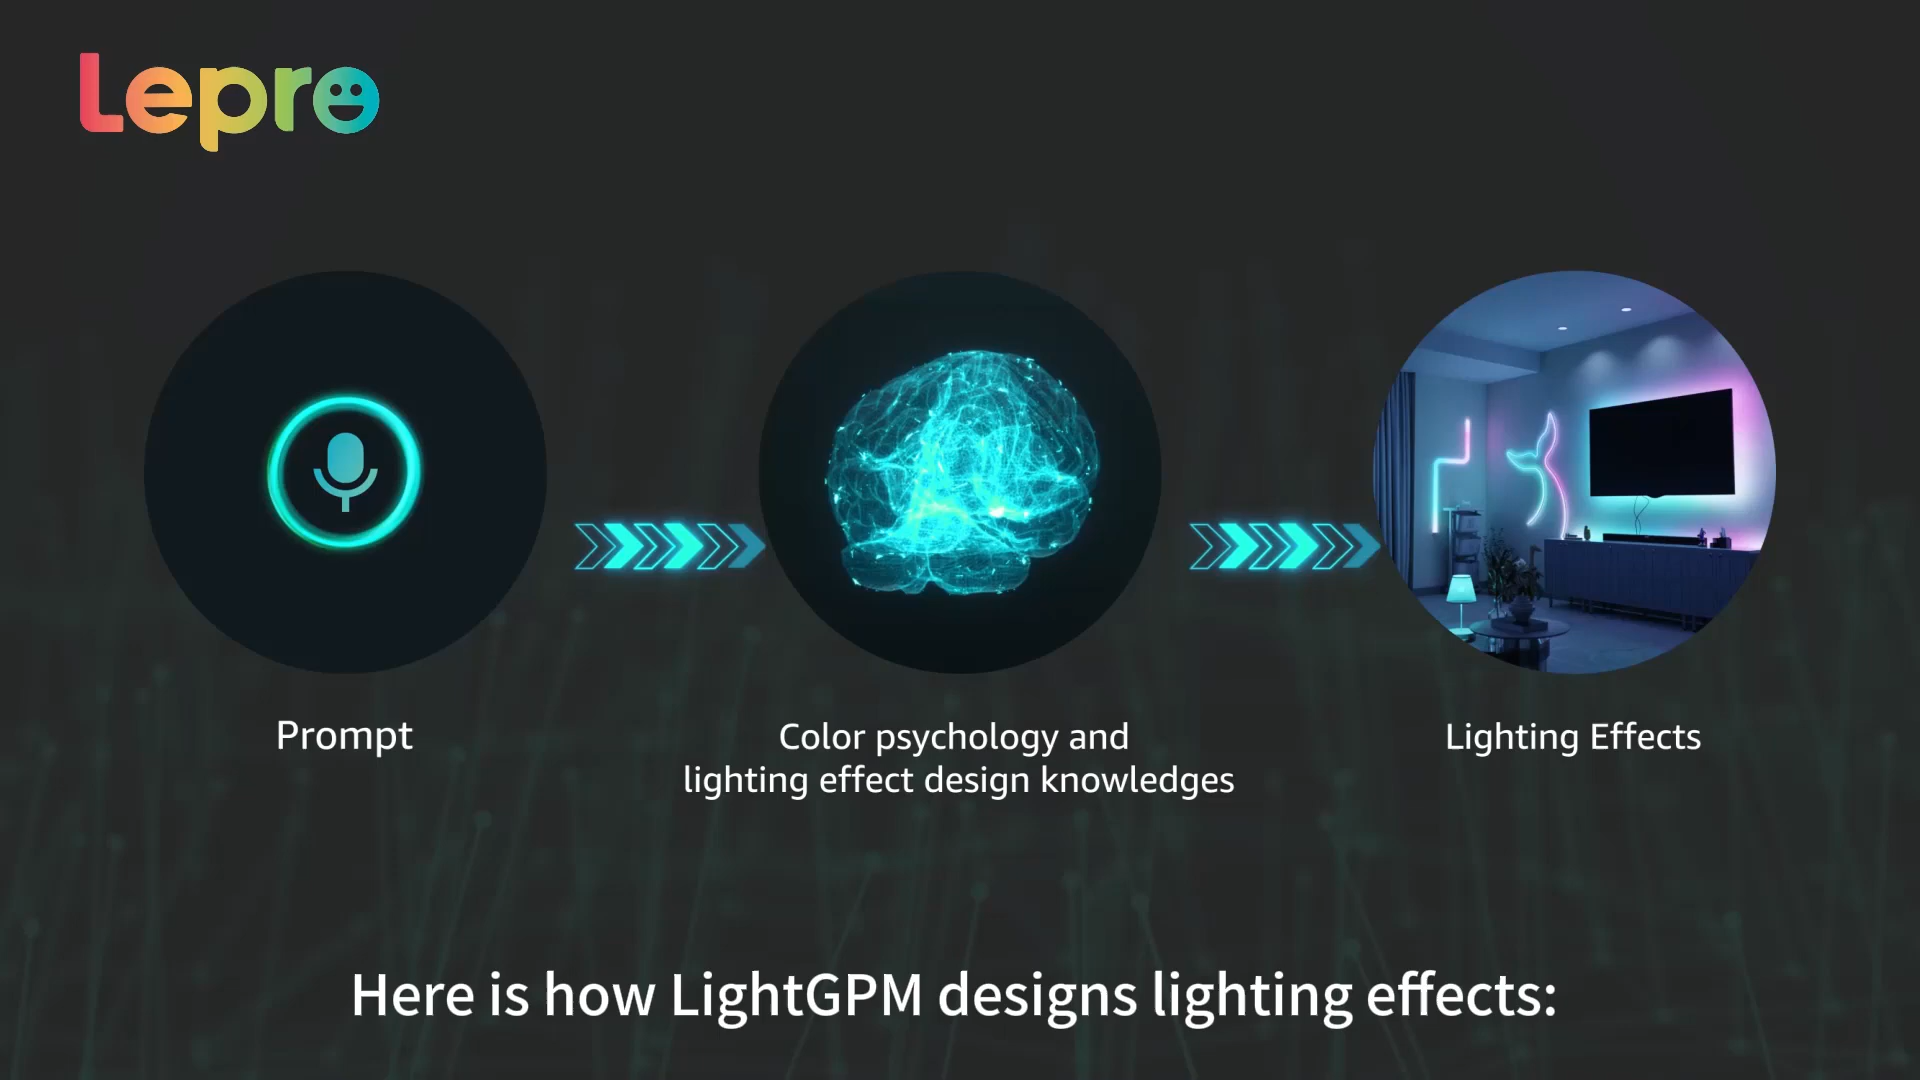 Lepro
Prompt
Color psychology and
lighting effect design knowledges
Lighting Effects
Here is how LightGPM designs lighting effects: